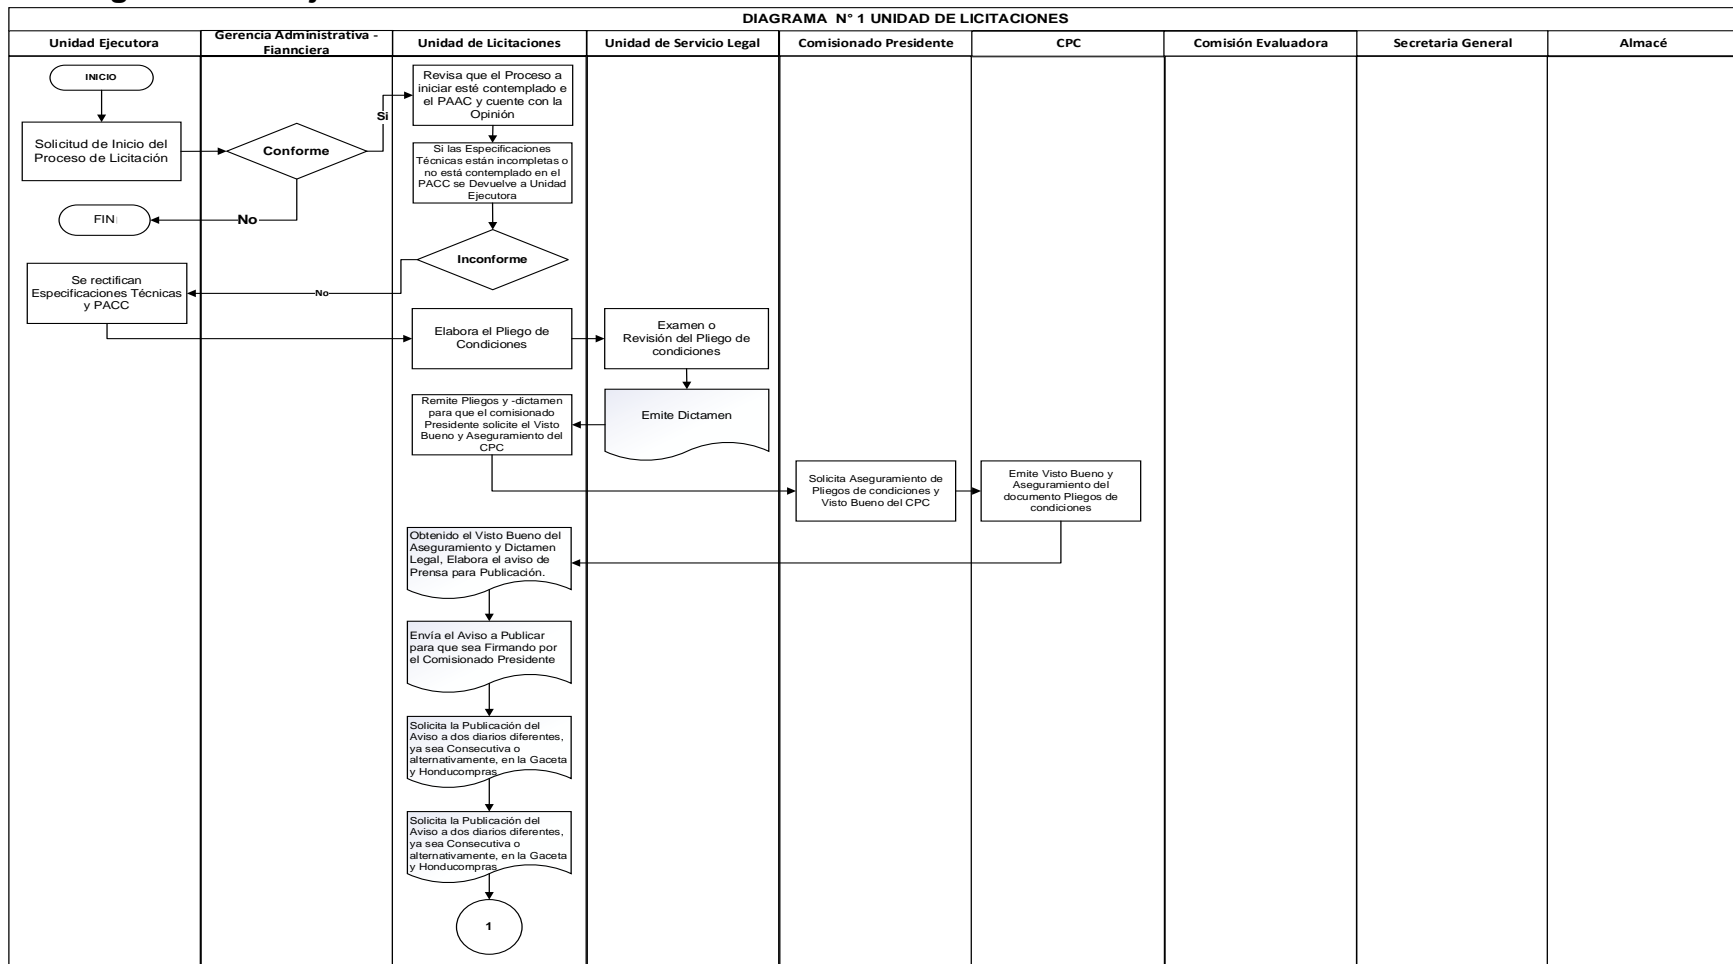 DIAGRAMA N° 1 UNIDAD DE LICITACIONES
Unidad Ejecutora
Gerencia Administrativa -
Fiannciera
Unidad de Licitaciones
Unidad de Servicio Legal
Comisionado Presidente
CPC
Comisión Evaluadora
Secretaria General
Almacé
INICIO
Solicitud de Inicio del
Proceso de Licitación
Conforme
Si
No
FIN
Revisa que el Proceso a
iniciar esté contemplado e
el PAAC y cuente con la
Opinión
Si las Especificaciones
Técnicas están incompletas o
no está contemplado en el
PACC se Devuelve a Unidad
Ejecutora
Inconforme
No
Se rectifican
Especificaciones Técnicas
y PACC
Elabora el Pliego de
Condiciones
Examen o
Revisión del Pliego de
condiciones
Emite Dictamen
Remite Pliegos y -dictamen
para que el comisionado
Presidente solicite el Visto
Bueno y Aseguramiento del
CPC
Solicita Aseguramiento de
Pliegos de condiciones y
Visto Bueno del CPC
Emite Visto Bueno y
Aseguramiento del
documento Pliegos de
condiciones
Obtenido el Visto Bueno del
Aseguramiento y Dictamen
Legal, Elabora el aviso de
Prensa para Publicación.
Envía el Aviso a Publicar
para que sea Firmando por
el Comisionado Presidente
Solicita la Publicación del
Aviso a dos diarios diferentes,
ya sea Consecutiva o
alternativamente, en la Gaceta
y Honducompras
Solicita la Publicación del
Aviso a dos diarios diferentes,
ya sea Consecutiva o
alternativamente, en la Gaceta
y Honducompras
1